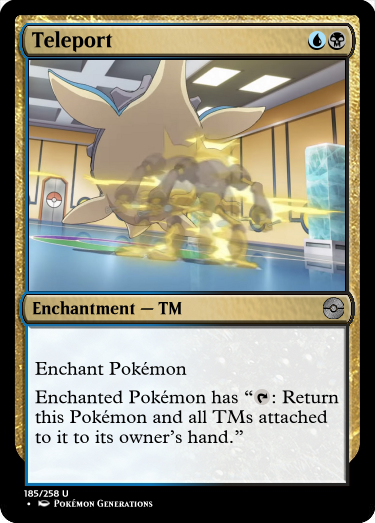 Teleport
Enchantment — TM
Enchant Pokémon
Enchanted Pokémon has “: Return
this Pokémon and all TMs attached
to it to its owner’s hand.”
185/258 U
• Pokémon Generations